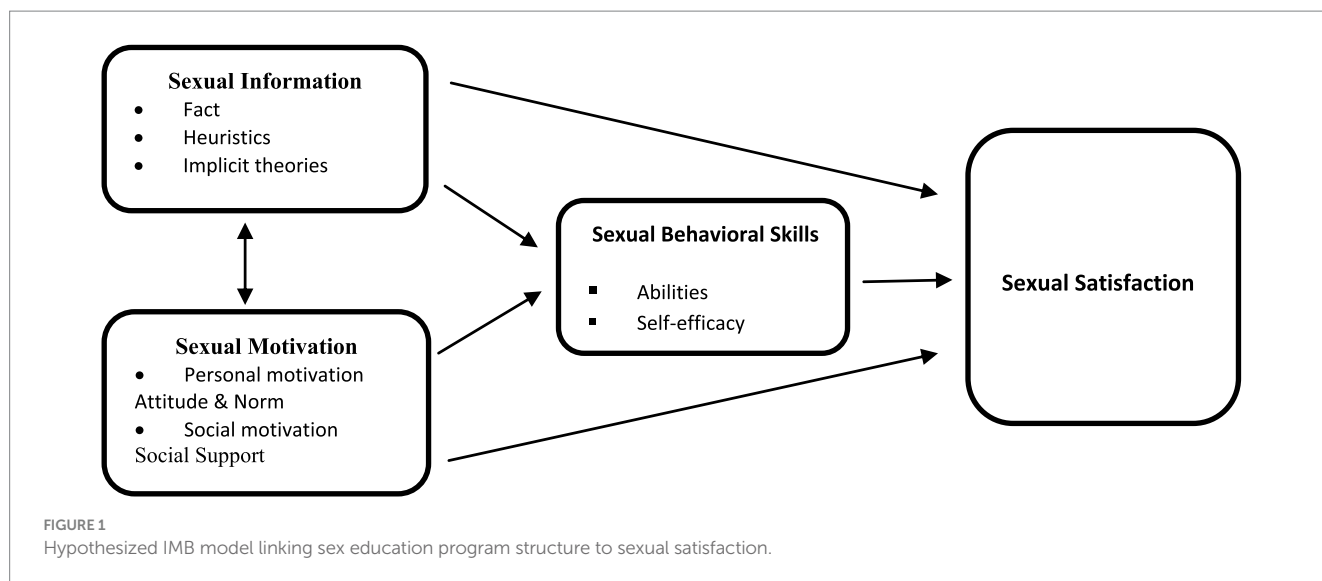 Sexual Information
• Fact
• Heuristics
• Implicit theories
Sexual Motivation
• Personal motivation
Attitude & Norm
• Social motivation
Social Support
Sexual Behavioral Skills
▪ Abilities
▪ Self-efficacy
Sexual Satisfaction
FIGURE 1
Hypothesized IMB model linking sex education program structure to sexual satisfaction.